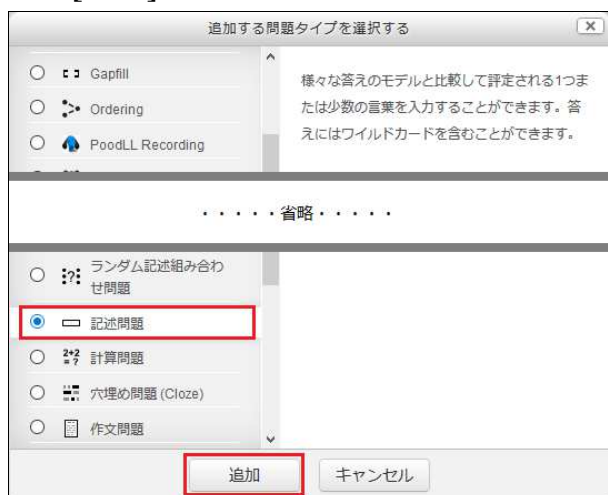 追加する問題タイプを選択する
Gapfill
Ordering
PoodLL Recording
様々な答えのモデルと比較して評定される1つま
たは少数の言葉を入力することができます。答
えにはワイルドカードを含むことができます。
・・・・・省略・・・・・
ランダム記述組み合わ
せ問題
記述問題
計算問題
穴埋め問題 (Cloze)
作文問題
追加
キャンセル